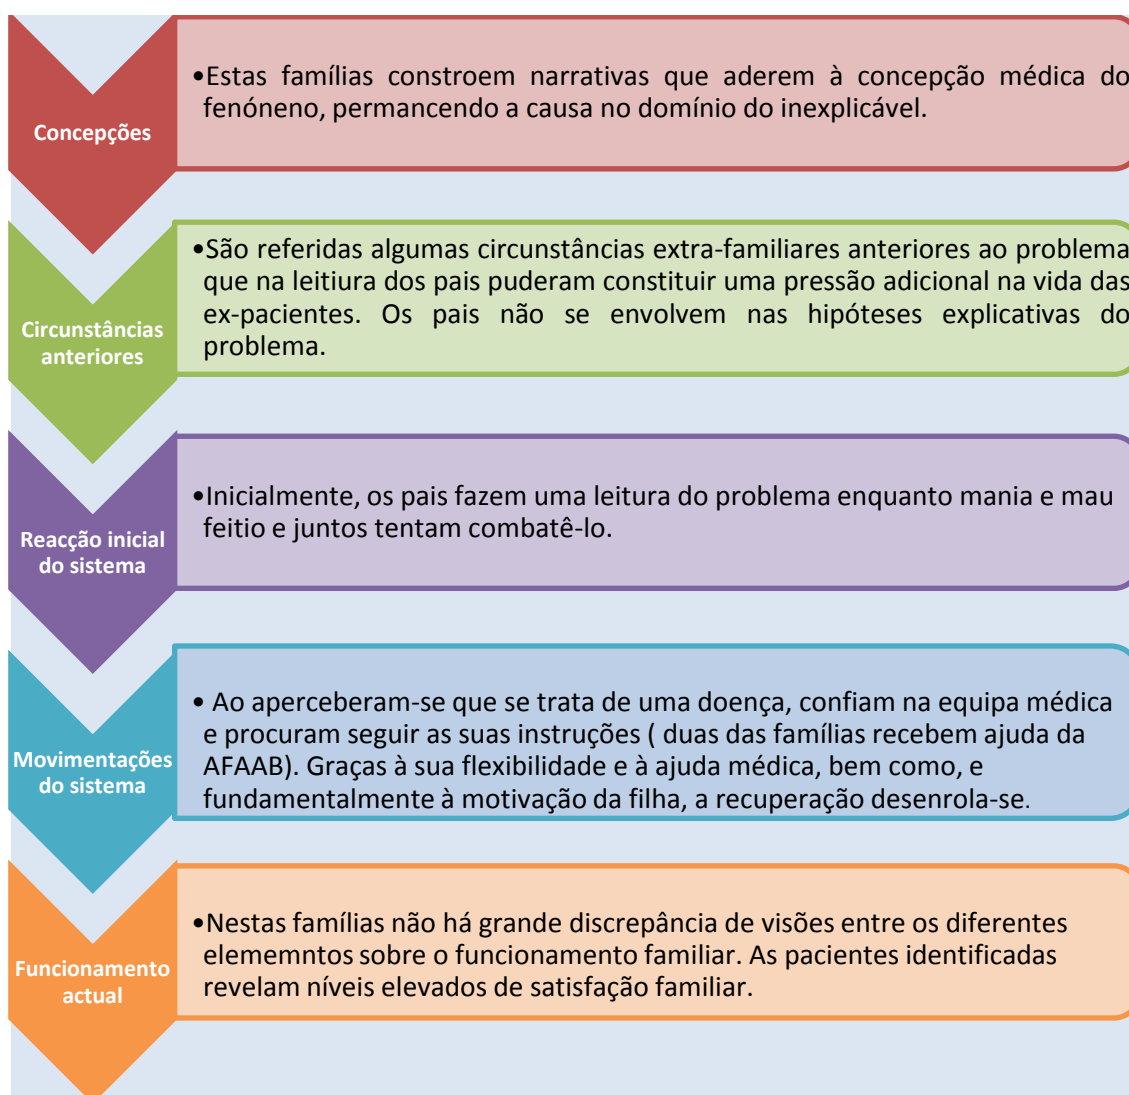 Concepções
•Estas famílias constroem narrativas que aderem à concepção médica do
fenóneno, permancendo a causa no domínio do inexplicável.
Circunstâncias
anteriores
•São referidas algumas circunstâncias extra-familiares anteriores ao problema
que na leitiura dos pais puderam constituir uma pressão adicional na vida das
ex-pacientes. Os pais não se envolvem nas hipóteses explicativas do
problema.
Reacção inicial
do sistema
•Inicialmente, os pais fazem uma leitura do problema enquanto mania e mau
feitio e juntos tentam combatê-lo.
Movimentações
do sistema
• Ao aperceberam-se que se trata de uma doença, confiam na equipa médica
e procuram seguir as suas instruções ( duas das famílias recebem ajuda da
AFAAB). Graças à sua flexibilidade e à ajuda médica, bem como, e
fundamentalmente à motivação da filha, a recuperação desenrola-se.
Funcionamento
actual
•Nestas famílias não há grande discrepância de visões entre os diferentes
elememntos sobre o funcionamento familiar. As pacientes identificadas
revelam níveis elevados de satisfação familiar.